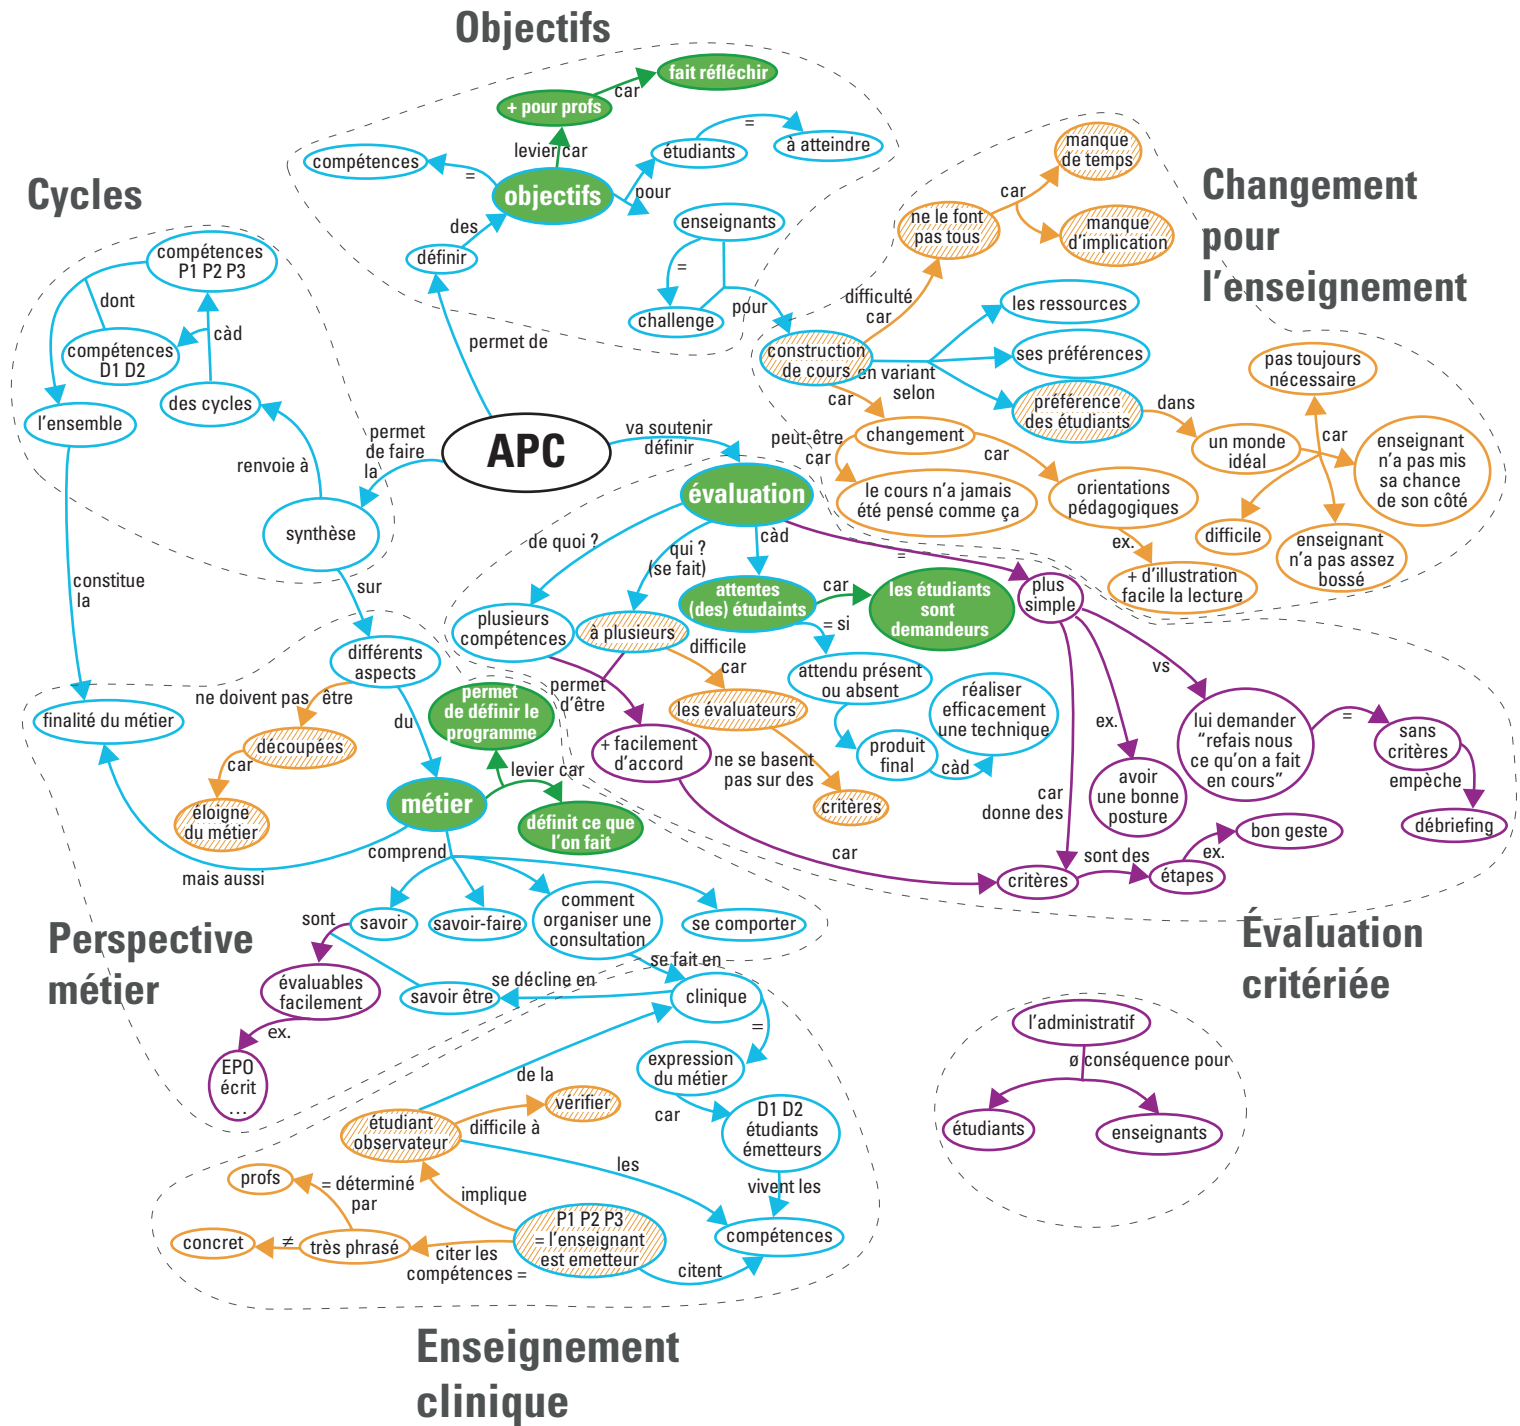 Objectifs
fait réfléchir
car
+ pour profs
levier car
=
étudiants
à atteindre
compétences
=
objectifs
pour
des
définir
enseignants
=
challenge
pour
permet de
Cycles
compétences
P1 P2 P3
dont
càd
compétences
D1 D2
des cycles
l'ensemble
renvoie à
permet
de faire
la
synthèse
constitue
la
sur
APC
va soutenir
définir
Changement
pour
l'enseignement
manque
de temps
car
ne le font
pas tous
manque
d'implication
difficulté
car
les ressources
construction
de cours
ses préférences
en variant
selon
préférence
des étudiants
dans
un monde
idéal
car
pas toujours
nécessaire
enseignant
n'a pas mis
sa chance
de son côté
difficile
enseignant
n'a pas assez
bossé
car
changement
peut-être
car
car
le cours n'a jamais
été pensé comme ça
orientations
pédagogiques
ex.
+ d'illustration
facile la lecture
évaluation
de quoi ?
qui ?
(se fait)
càd
=
attentes
(des) étudaints
car
les étudiants
sont
demandeurs
plus
simple
plusieurs
compétences
à plusieurs
= si
difficile
car
attendu présent
ou absent
vs
permet
d'être
les évaluateurs
réaliser
efficacement
une technique
produit
final
càd
ex.
lui demander
"refais nous
ce qu'on a fait
en cours"
=
sans
critères
empèche
débriefing
+ facilement
d'accord
ne se basent
pas sur des
critères
avoir
une bonne
posture
car
donne des
car
critères
sont des
étapes
ex.
bon geste
Évaluation
critériée
différents
aspects
ne doivent pas
être
du
finalité du métier
découpées
car
éloigne
du métier
permet
de définir le
programme
levier car
métier
définit ce que
l'on fait
comprend
mais aussi
Perspective
métier
sont
savoir
savoir-faire
comment
organiser une
consultation
se comporter
évaluables
facilement
ex.
EPO
écrit
...
savoir être
se décline en
se fait en
clinique
=
expression
du métier
car
D1 D2
étudiants
émetteurs
vivent les
compétences
de la
étudiant
observateur
difficile à
vérifier
les
implique
profs
= déterminé
par
concret
≠
très phrasé
citer les
compétences =
P1 P2 P3
= l'enseignant
est emetteur
citent
Enseignement
clinique
l'administratif
ø conséquence pour
étudiants
enseignants